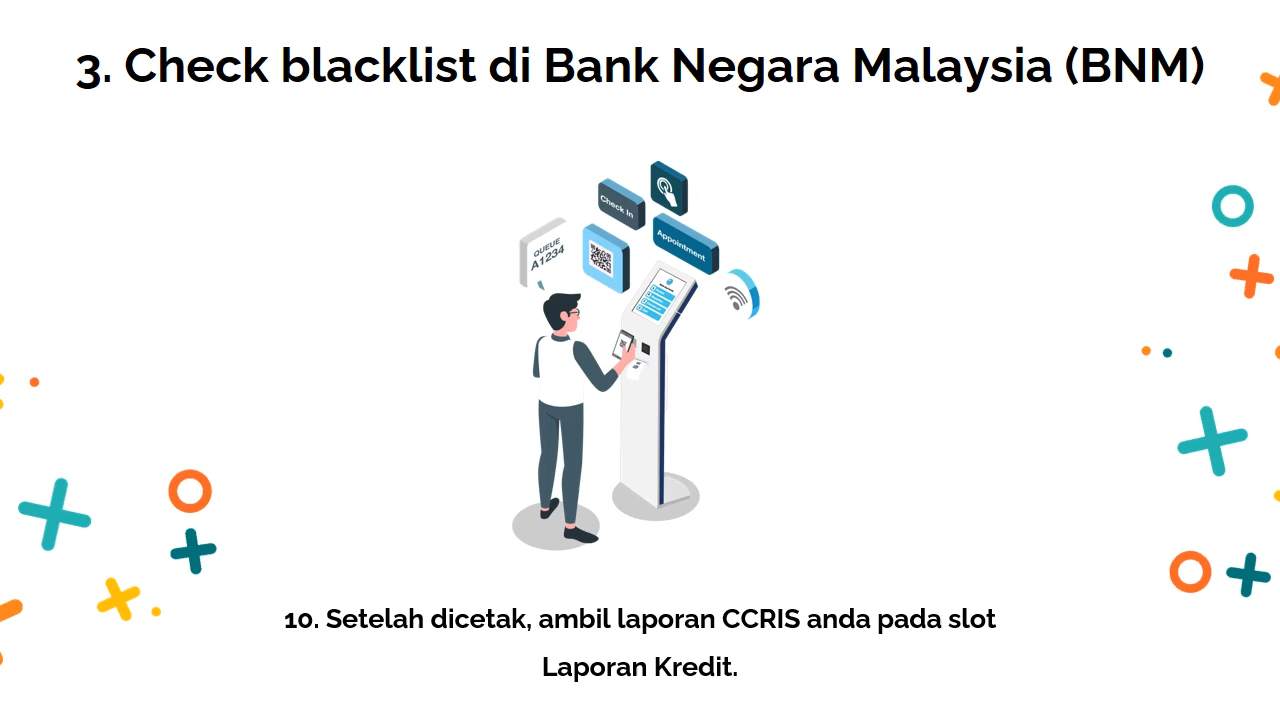 3. Check blacklist di Bank Negara Malaysia (BNM)
Check In
Appointment
QUEUE
A1234
10. Setelah dicetak, ambil laporan CCRIS anda pada slot
Laporan Kredit.